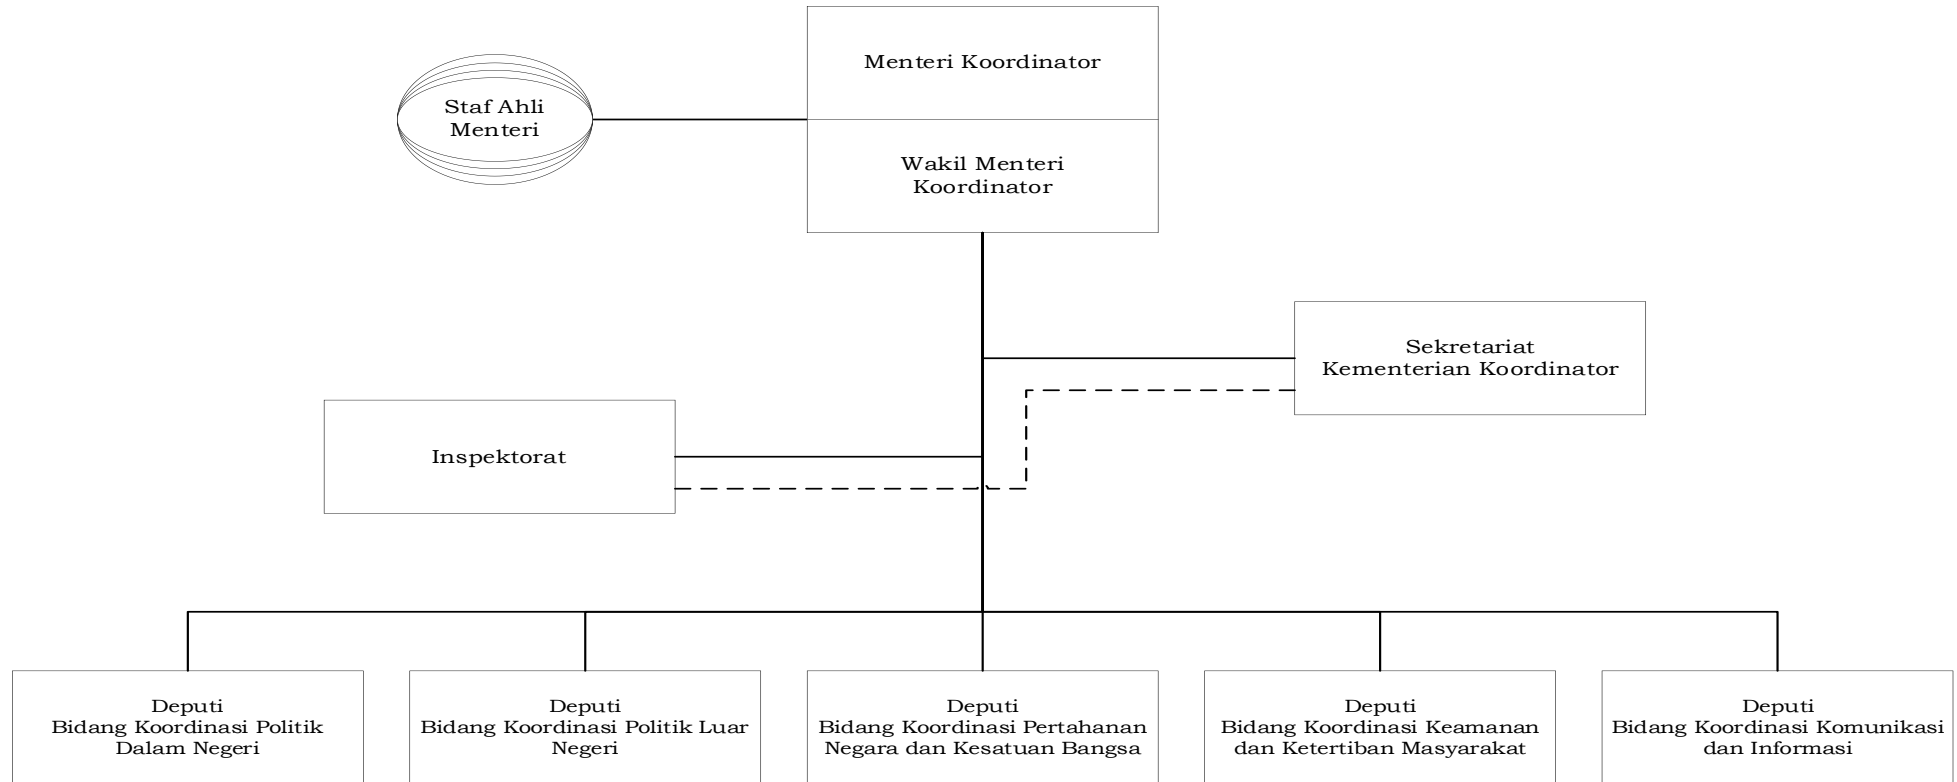 Menteri Koordinator
Staf Ahli
Menteri
Wakil Menteri
Koordinator
Sekretariat
Kementerian Koordinator
Inspektorat
Deputi
Bidang Koordinasi Politik
Dalam Negeri
Deputi
Bidang Koordinasi Politik Luar
Negeri
Deputi
Bidang Koordinasi Pertahanan
Negara dan Kesatuan Bangsa
Deputi
Bidang Koordinasi Keamanan
dan Ketertiban Masyarakat
Deputi
Bidang Koordinasi Komunikasi
dan Informasi